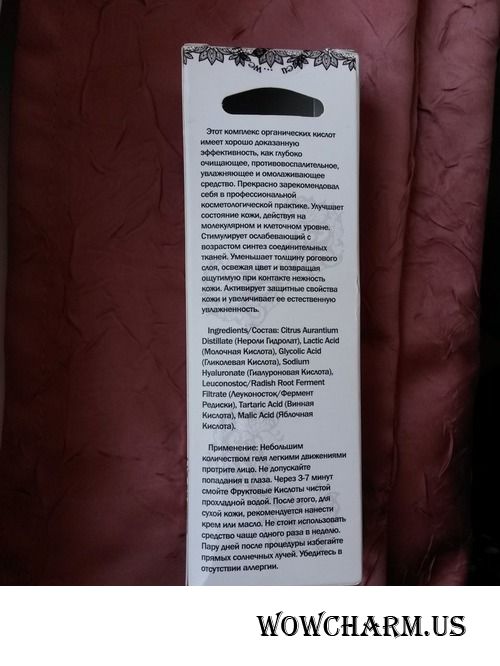 Этот комплекс органических кислот
имеет хорошо доказанную
эффективность, как глубоко
очищающее, противовоспалительное,
увлажняющее и омолаживающее
средство. Прекрасно зарекомендовал
себя в профессиональной
косметологической практике. Улучшает
состояние кожи, действуя на
молекулярном и клеточном уровне.
Стимулирует ослабевающий с
возрастом синтез соединительных
тканей. Уменьшает толщину рогового
слоя, освежая цвет и возвращая
ощутимую при контакте нежность
кожи. Активирует защитные свойства
кожи и увеличивает ее естественную
увлажненность.
Ingredients/Состав: Citrus Aurantium
Distillate (Нероли Гидролат), Lactic Acid
(Молочная Кислота), Glycolic Acid
(Гликолевая Кислота), Sodium
Hyaluronate (Гиалуроновая Кислота),
Leuconostoc/Radish Root Ferment
Filtrate (Леуконосток/Фермент
Редиски), Tartaric Acid (Винная
Кислота), Malic Acid (Яблочная
Кислота).
Применение: Небольшим
количеством геля легкими движениями
протрите лицо. Не допускайте
попадания в глаза. Через 3-7 минут
смойте Фруктовые Кислоты чистой
прохладной водой. После этого, для
сухой кожи, рекомендуется нанести
крем или масло. Не стоит использовать
средство чаще одного раза в неделю.
Пару дней после процедуры избегайте
прямых солнечных лучей. Убедитесь в
отсутствии аллергии.
WOWCHARM.US